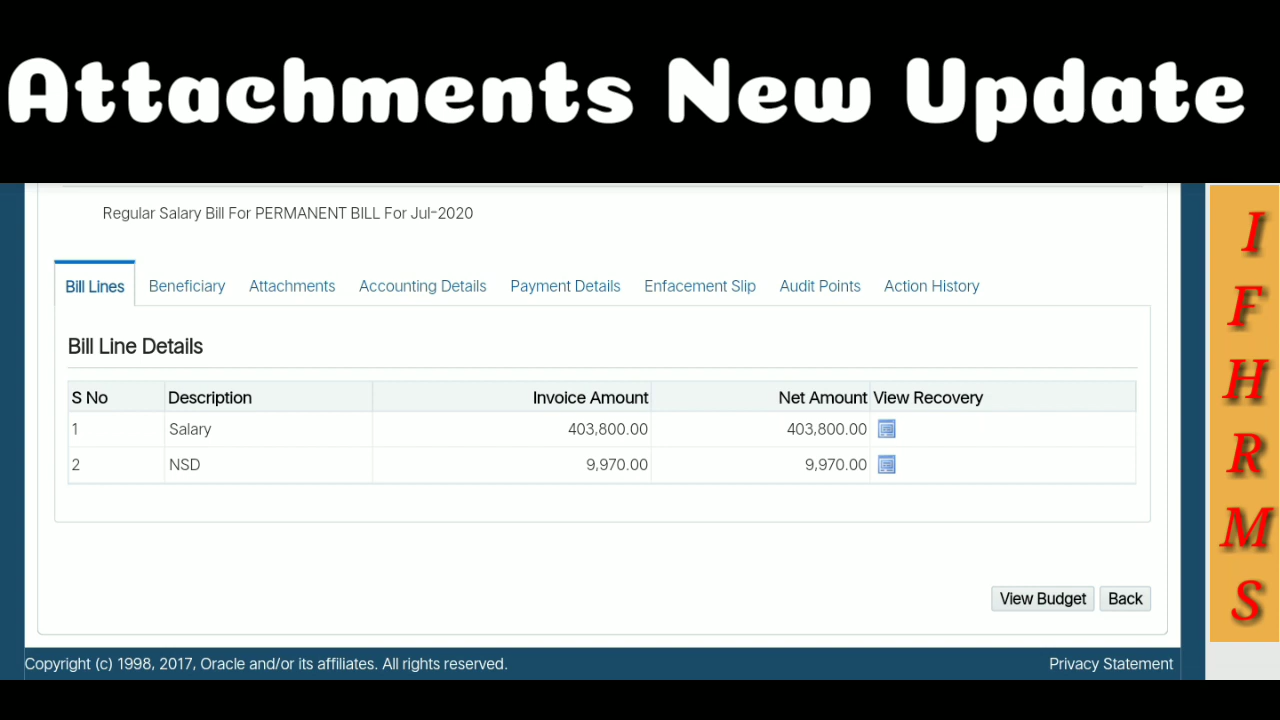 Attachments New Update
Regular Salary Bill For PERMANENT BILL For Jul-2020
Bill Lines Beneficiary Attachments Accounting Details Payment Details Enfacement Slip Audit Points Action History
Bill Line Details
S No Description Invoice Amount Net Amount View Recovery
1 Salary 403,800.00 403,800.00
2 NSD 9,970.00 9,970.00
View Budget Back
Copyright (c) 1998, 2017, Oracle and/or its affiliates. All rights reserved. Privacy Statement
I
F
H
R
M
S